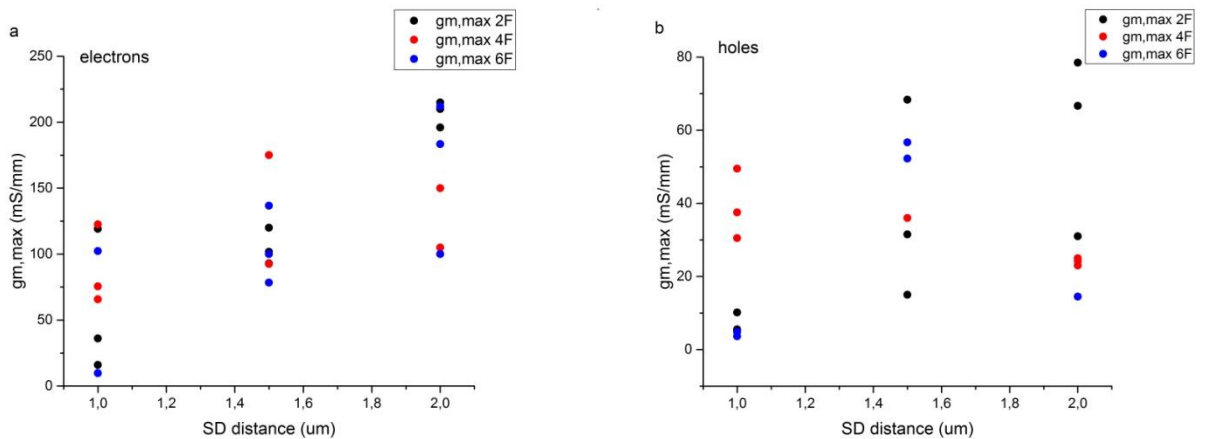 a
electrons
gm,max 2F
gm,max 4F
gm,max 6F
250
200
150
100
50
0
gm,max (mS/mm)
1,0
1,2
1,4
1,6
1,8
2,0
SD distance (um)
b
holes
gm,max 2F
gm,max 4F
gm,max 6F
80
60
40
20
0
gm,max (mS/mm)
1,0
1,2
1,4
1,6
1,8
2,0
SD distance (um)